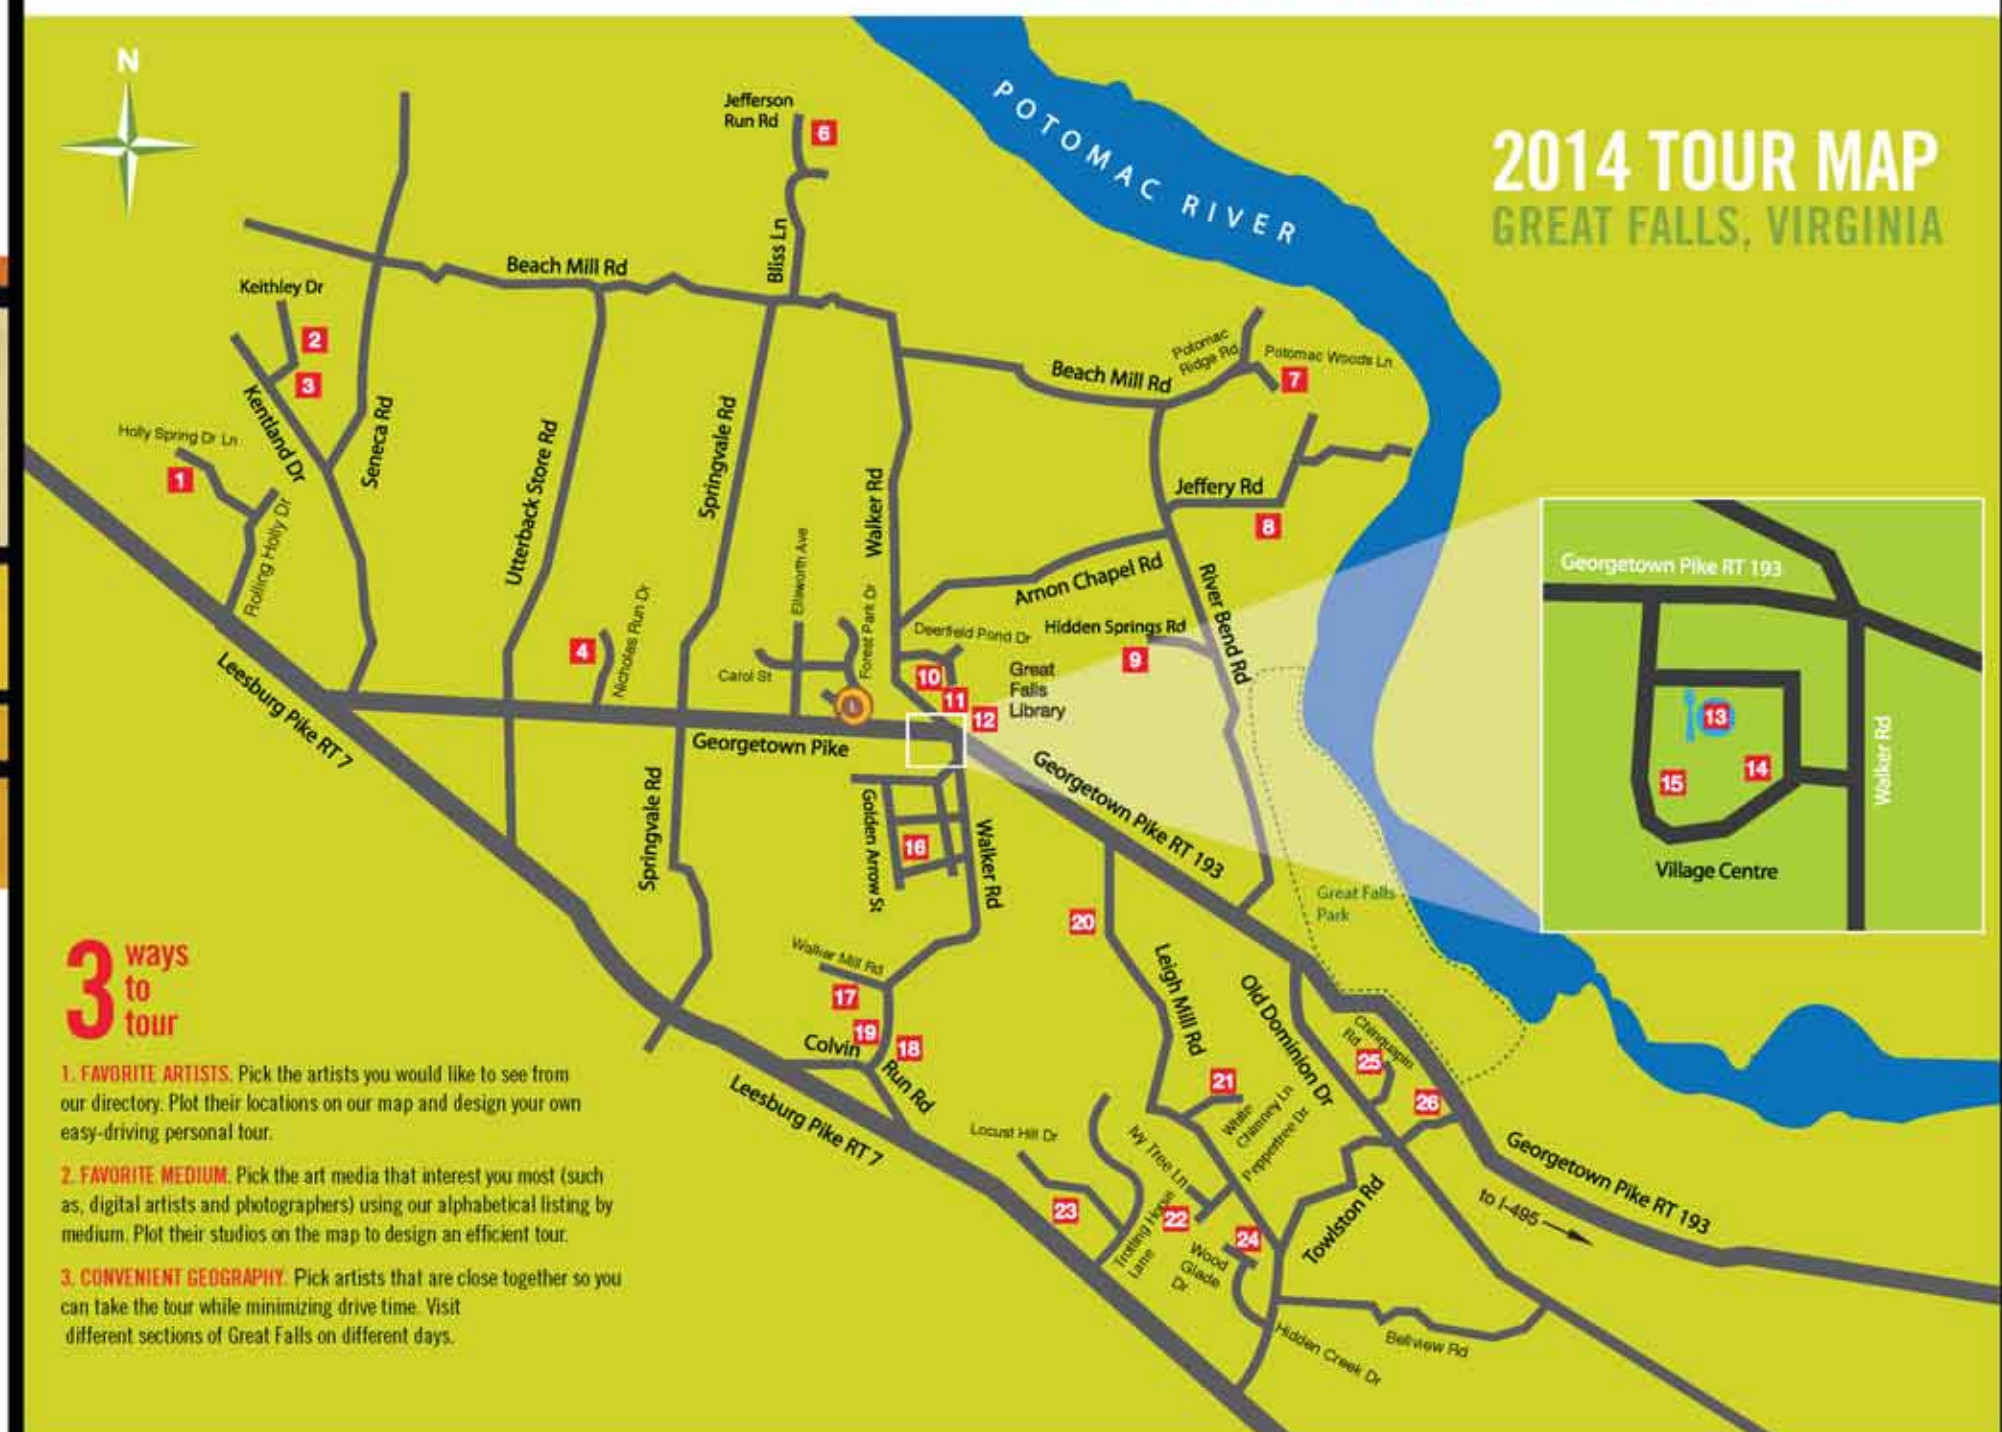 N
2014 TOUR MAP
GREAT FALLS, VIRGINIA
POTOMAC RIVER
Jefferson
Run Rd
6
Bliss Ln
Beach Mill Rd
Keithley Dr
2
3
Kentland Dr
Seneca Rd
Holly Spring Dr Ln
1
Rolling Holly Dr
Utterback Store Rd
Springvale Rd
Walker Rd
Beach Mill Rd
Potomac
Ridge Rd
Potomac Woods Ln
7
Jeffery Rd
8
Arnon Chapel Rd
River Bend Rd
Hidden Springs Rd
9
Deerfield Pond Dr
10
11
12
Great
Falls
Library
Ellsworth Ave
Forest Park Dr
Carol St
4
Nicholas Run Dr
Leesburg Pike RT 7
Georgetown Pike
Georgetown Pike RT 193
Georgetown Pike RT 193
13
14
15
Walker Rd
Village Centre
Great Falls
Park
Springvale Rd
Golden Arrow St
16
Walker Rd
Walker Mill Rd
17
19
18
Colvin
Run Rd
Leesburg Pike RT 7
20
Leigh Mill Rd
Old Dominion Dr
Chinquapin
Rd
25
26
21
White
Chimney Ln
Peppertree Dr
Ivy Tree Ln
22
Locust Hill Dr
23
Trotting Horse
Lane
24
Wood
Glade
Dr
Towlston Rd
Georgetown Pike RT 193
to I-495
Bellview Rd
Hidden Creek Dr
3 ways
to
tour
1. FAVORITE ARTISTS. Pick the artists you would like to see from
our directory. Plot their locations on our map and design your own
easy-driving personal tour.
2. FAVORITE MEDIUM. Pick the art media that interest you most (such
as, digital artists and photographers) using our alphabetical listing by
medium. Plot their studios on the map to design an efficient tour.
3. CONVENIENT GEOGRAPHY. Pick artists that are close together so you
can take the tour while minimizing drive time. Visit
different sections of Great Falls on different days.